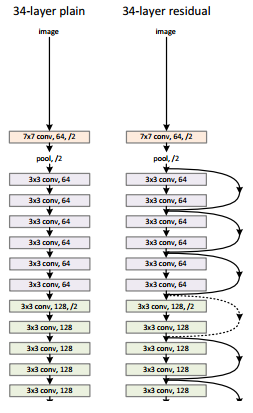 34-layer plain
image
7x7 conv, 64, /2
pool, /2
3x3 conv, 64
3x3 conv, 64
3x3 conv, 64
3x3 conv, 64
3x3 conv, 64
3x3 conv, 64
3x3 conv, 128, /2
3x3 conv, 128
3x3 conv, 128
3x3 conv, 128
3x3 conv, 128
34-layer residual
image
7x7 conv, 64, /2
pool, /2
3x3 conv, 64
3x3 conv, 64
3x3 conv, 64
3x3 conv, 64
3x3 conv, 64
3x3 conv, 64
3x3 conv, 128, /2
3x3 conv, 128
3x3 conv, 128
3x3 conv, 128
3x3 conv, 128